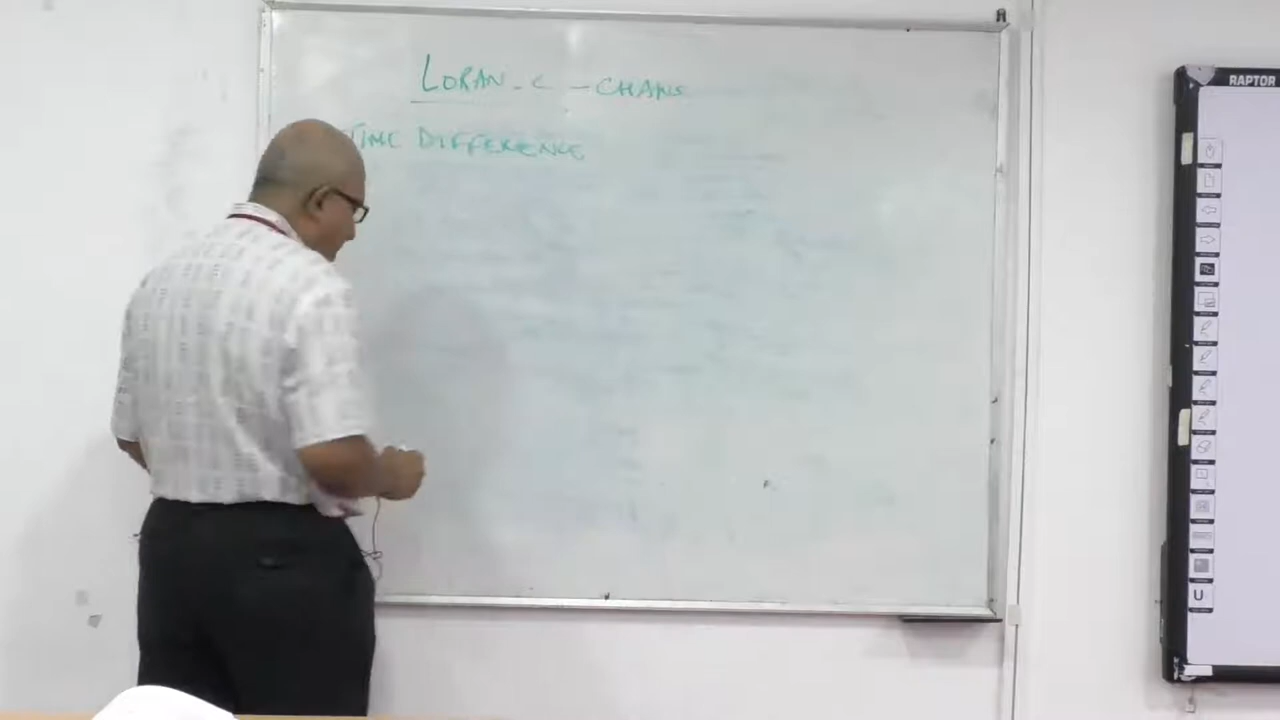 LORAN - C - CHAINS
TIME DIFFERENCE
RAPTOR
U